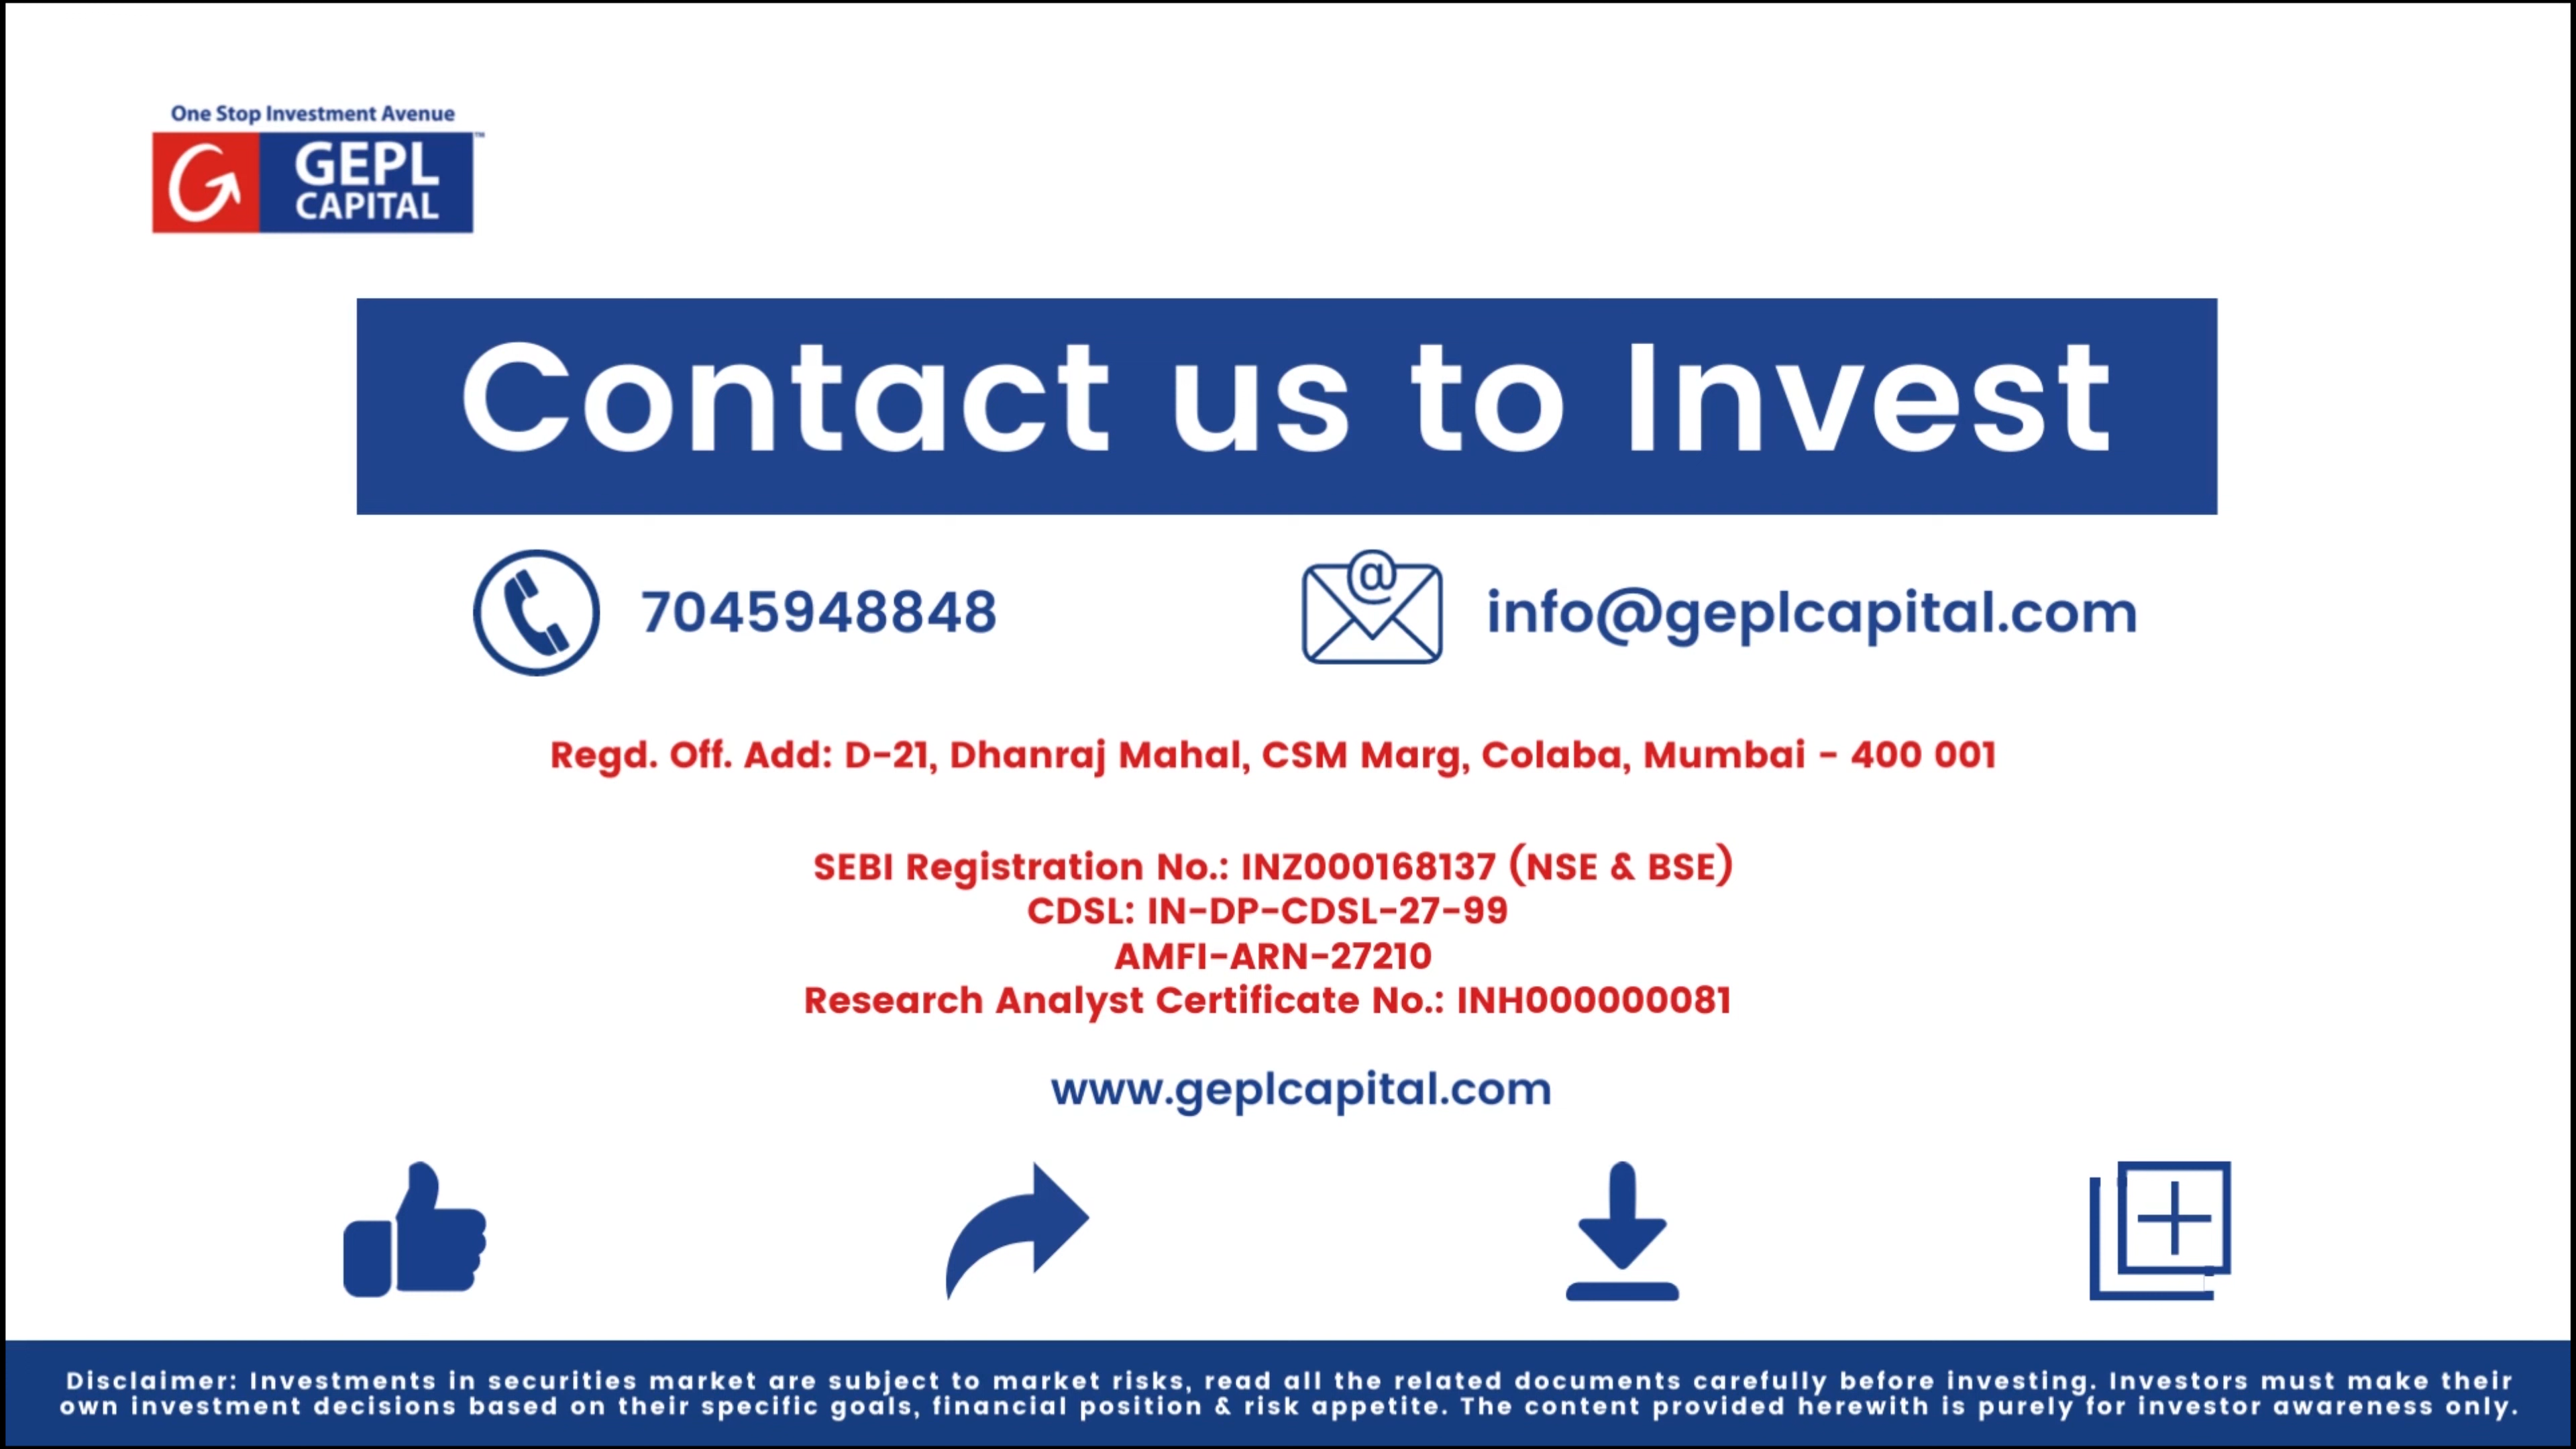 One Stop Investment Avenue
GEPL
CAPITAL
TM
Contact us to Invest
7045948848
@
info@geplcapital.com
Regd. Off. Add: D-21, Dhanraj Mahal, CSM Marg, Colaba, Mumbai - 400 001
SEBI Registration No.: INZ000168137 (NSE & BSE)
CDSL: IN-DP-CDSL-27-99
AMFI-ARN-27210
Research Analyst Certificate No.: INH000000081
www.geplcapital.com
Disclaimer: Investments in securities market are subject to market risks, read all the related documents carefully before investing. Investors must make their
own investment decisions based on their specific goals, financial position & risk appetite. The content provided herewith is purely for investor awareness only.